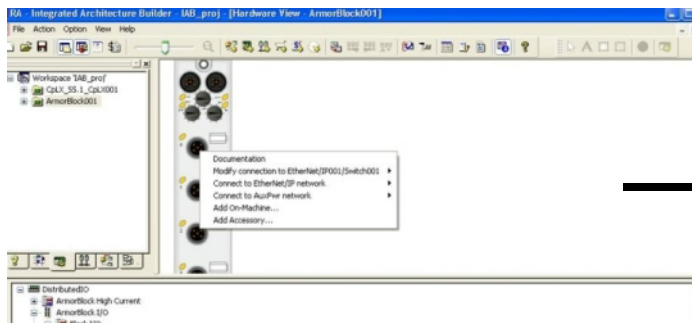 RA - Integrated Architecture Builder - IAB_proj - [Hardware View - ArmorBlock001]
File Action Option View Help
Workspace 'IAB_proj'
CpLX_S5.1_CpLX001
ArmorBlock001
Documentation
Modify connection to EtherNet/IP001/Switch001
Connect to EtherNet/IP network
Connect to AuxPwr network
Add On-Machine...
Add Accessory...
DistributedIO
ArmorBlock High Current
ArmorBlock I/O